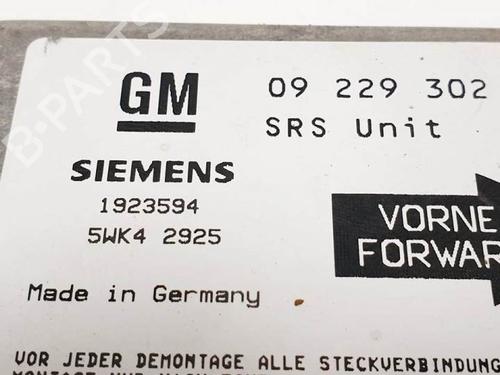 GM
09 229 302
SRS Unit
SIEMENS
1923594
5WK4 2925
VORNE
FORWAR
Made in Germany
VOR JEDER DEMONTAGE ALLE STECKVERBINDUNG
B-PARTS